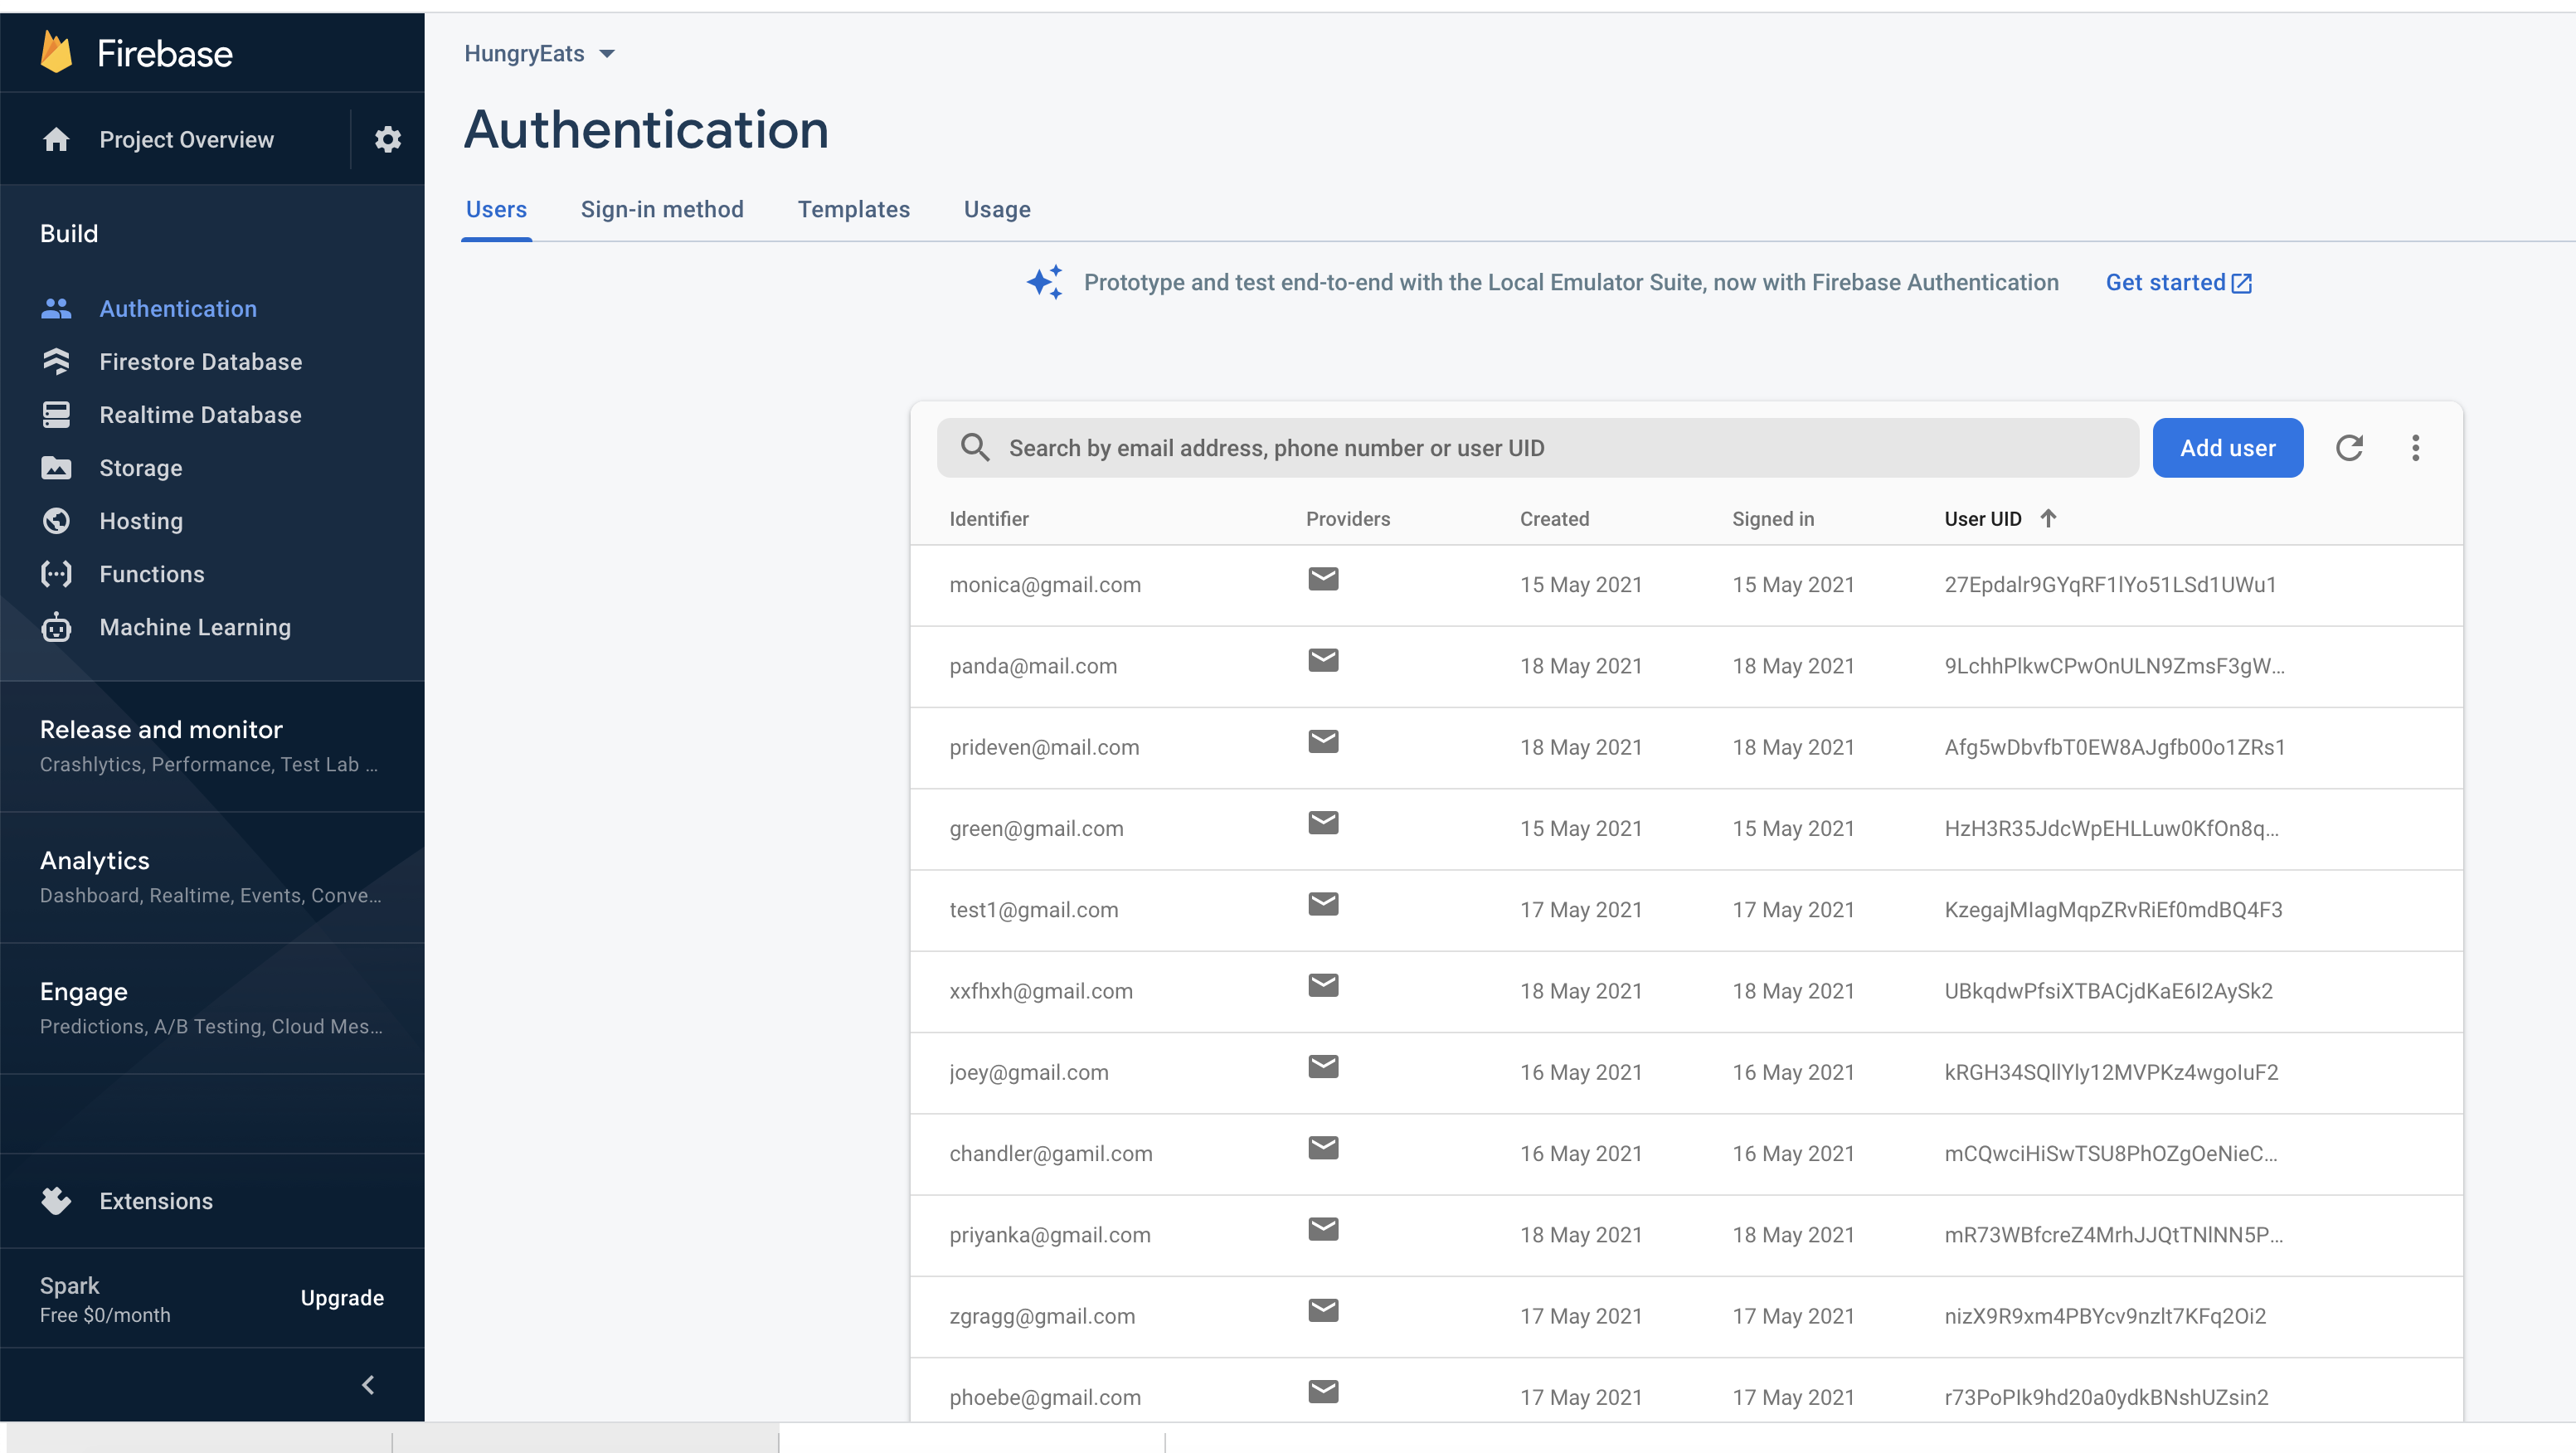 Firebase
Project Overview
Build
Authentication
Firestore Database
Realtime Database
Storage
Hosting
Functions
Machine Learning
Release and monitor
Crashlytics, Performance, Test Lab ...
Analytics
Dashboard, Realtime, Events, Conve...
Engage
Predictions, A/B Testing, Cloud Mes...
Extensions
Spark
Free $0/month
Upgrade
HungryEats
Authentication
Users Sign-in method Templates Usage
Prototype and test end-to-end with the Local Emulator Suite, now with Firebase Authentication Get started
Search by email address, phone number or user UID Add user
Identifier Providers Created Signed in User UID
monica@gmail.com 15 May 2021 15 May 2021 27Epdalr9GYqRF1lYo51LSd1UWu1
panda@mail.com 18 May 2021 18 May 2021 9LchhPlkwCPwOnULN9ZmsF3gW...
prideven@mail.com 18 May 2021 18 May 2021 Afg5wDbvfbT0EW8AJgfb00o1ZRs1
green@gmail.com 15 May 2021 15 May 2021 HzH3R35JdcWpEHLLuw0KfOn8q...
test1@gmail.com 17 May 2021 17 May 2021 KzegajMIagMqpZRvRiEf0mdBQ4F3
xxfhxh@gmail.com 18 May 2021 18 May 2021 UBkqdwPfsiXTBACjdKaE6I2AySk2
joey@gmail.com 16 May 2021 16 May 2021 kRGH34SQllYly12MVPKz4wgoIuF2
chandler@gamil.com 16 May 2021 16 May 2021 mCQwciHiSwTSU8PhOZgOeNieC...
priyanka@gmail.com 18 May 2021 18 May 2021 mR73WBfcreZ4MrhJJQtTNlNN5P...
zgragg@gmail.com 17 May 2021 17 May 2021 nizX9R9xm4PBYcv9nzlt7KFq2Oi2
phoebe@gmail.com 17 May 2021 17 May 2021 r73PoPIk9hd20a0ydkBNshUZsin2